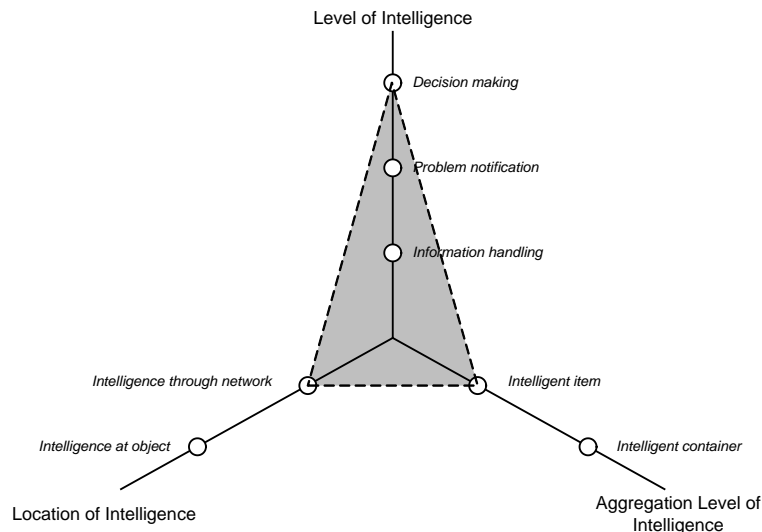 Level of Intelligence
Decision making
Problem notification
Information handling
Intelligence through network
Intelligent item
Intelligence at object
Intelligent container
Location of Intelligence
Aggregation Level of
Intelligence